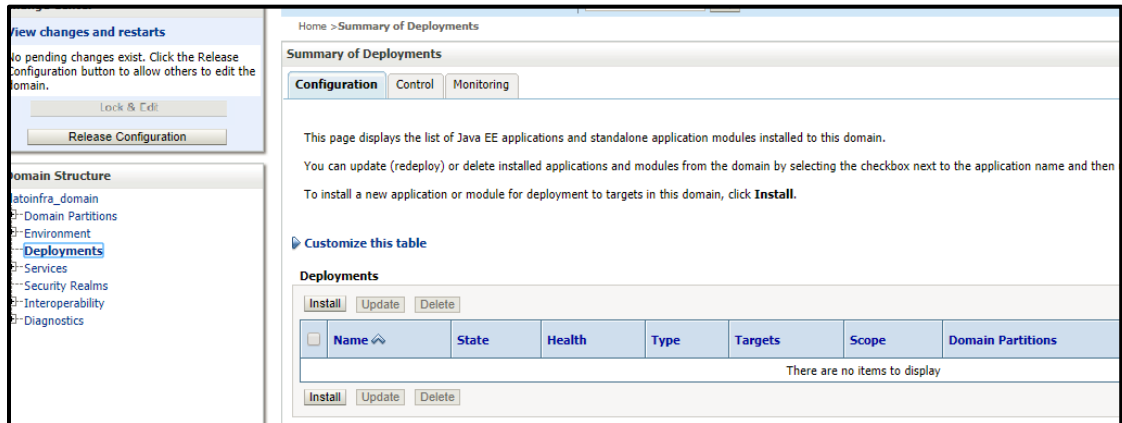 View changes and restarts
No pending changes exist. Click the Release
Configuration button to allow others to edit the
domain.
Lock & Edit
Release Configuration
Domain Structure
latoinfra_domain
Domain Partitions
Environment
Deployments
Services
Security Realms
Interoperability
Diagnostics
Home >Summary of Deployments
Summary of Deployments
Configuration Control Monitoring
This page displays the list of Java EE applications and standalone application modules installed to this domain.
You can update (redeploy) or delete installed applications and modules from the domain by selecting the checkbox next to the application name and then
To install a new application or module for deployment to targets in this domain, click Install.
Customize this table
Deployments
Install Update Delete
Name State Health Type Targets Scope Domain Partitions
There are no items to display
Install Update Delete